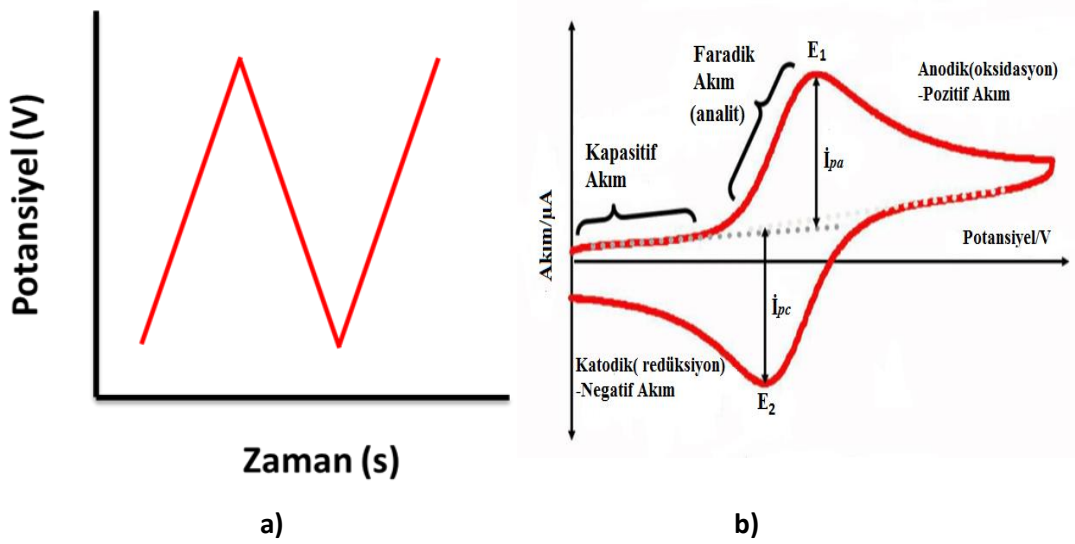 Potansiyel (V)
Zaman (s)
a)
Akım/µA
Kapasitif
Akım
Faradik
Akım
(analit)
E1
Anodik(oksidasyon)
-Pozitif Akım
İpa
Potansiyel/V
İpc
Katodik( redüksiyon)
-Negatif Akım
E2
b)